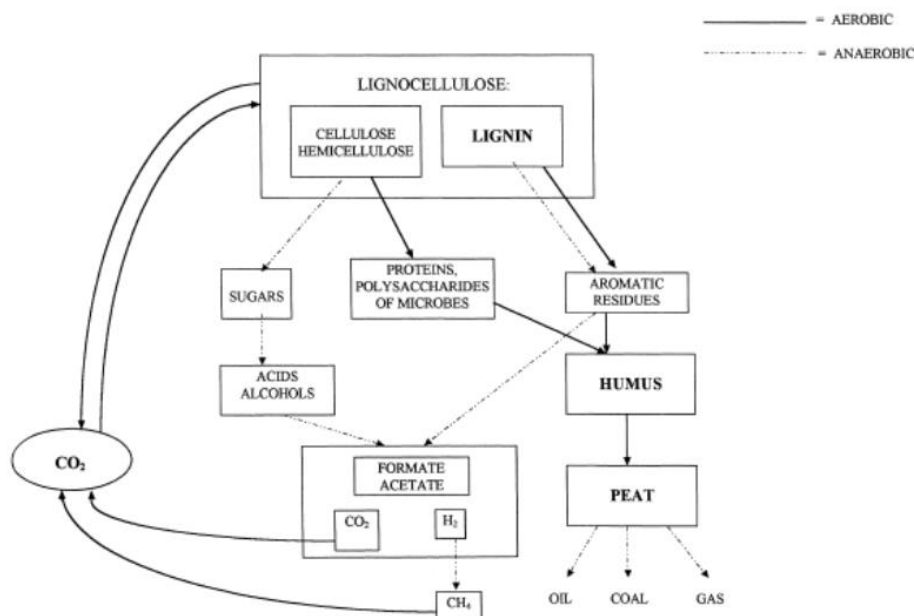 = AEROBIC
= ANAEROBIC
LIGNOCELLULOSE:
CELLULOSE
HEMICELLULOSE
LIGNIN
SUGARS
PROTEINS,
POLYSACCHARIDES
OF MICROBES
AROMATIC
RESIDUES
ACIDS
ALCOHOLS
HUMUS
CO₂
FORMATE
ACETATE
PEAT
CO₂
H₂
CH₄
OIL
COAL
GAS